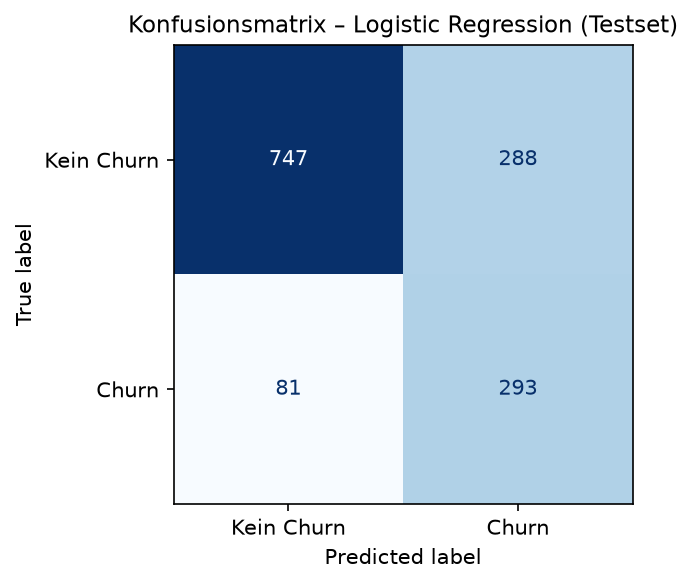 Konfusionsmatrix – Logistic Regression (Testset)
True label
Kein Churn
747
288
Churn
81
293
Kein Churn
Churn
Predicted label